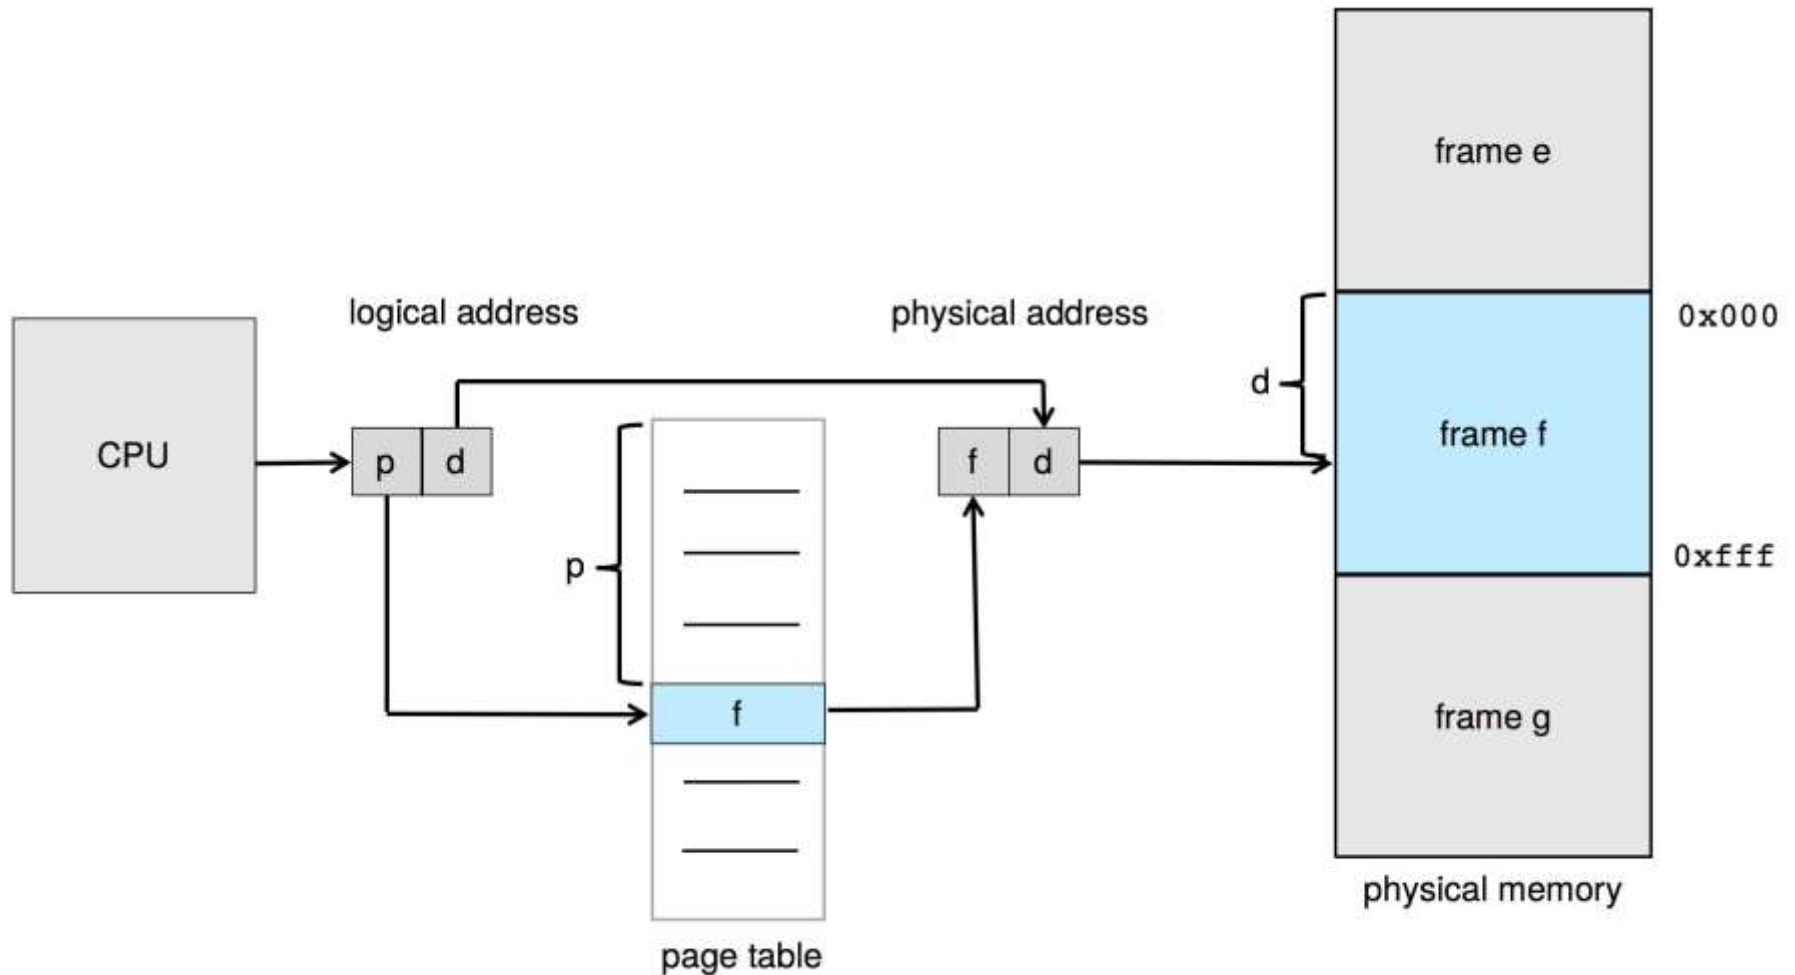 frame e
logical address
physical address
0x000
d
frame f
CPU
p
d
f
d
p
0xfff
f
frame g
physical memory
page table